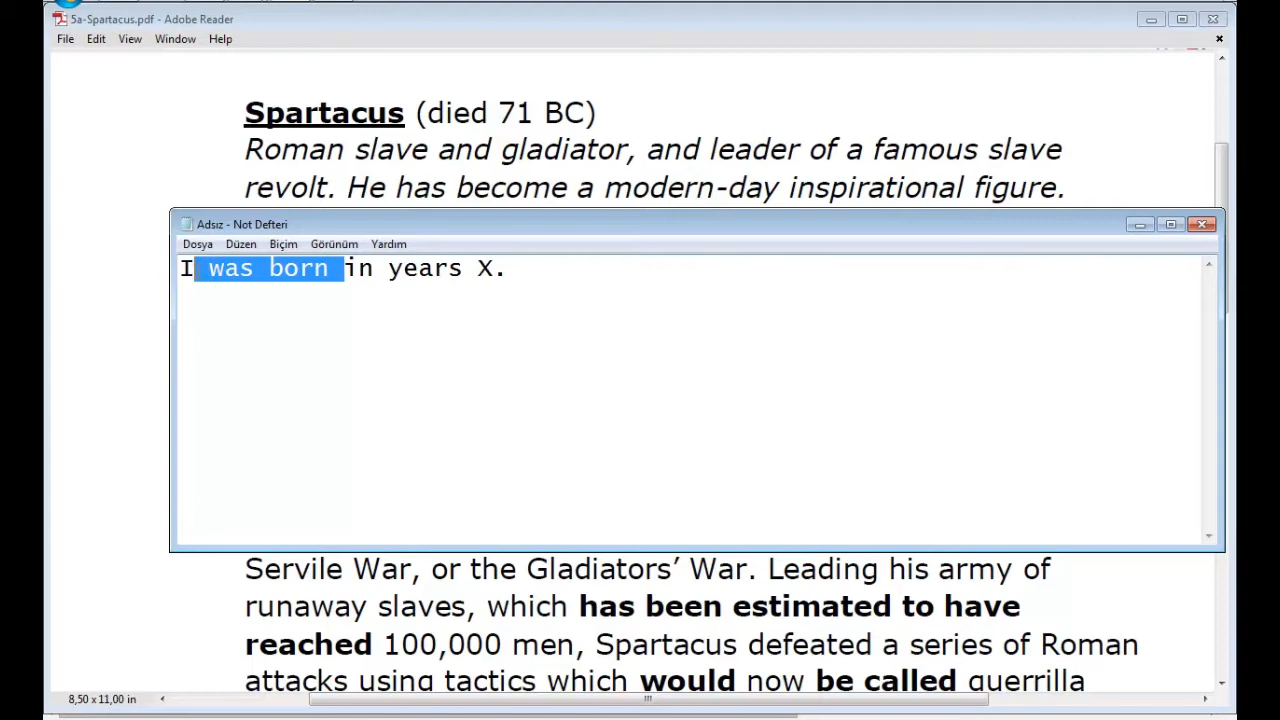 5a-Spartacus.pdf - Adobe Reader
File Edit View Window Help
Spartacus (died 71 BC)
Roman slave and gladiator, and leader of a famous slave
revolt. He has become a modern-day inspirational figure.
Adsız - Not Defteri
Dosya Düzen Biçim Görünüm Yardım
I was born in years X.
Servile War, or the Gladiators’ War. Leading his army of
runaway slaves, which has been estimated to have
reached 100,000 men, Spartacus defeated a series of Roman
attacks using tactics which would now be called guerrilla
8,50 x 11,00 in